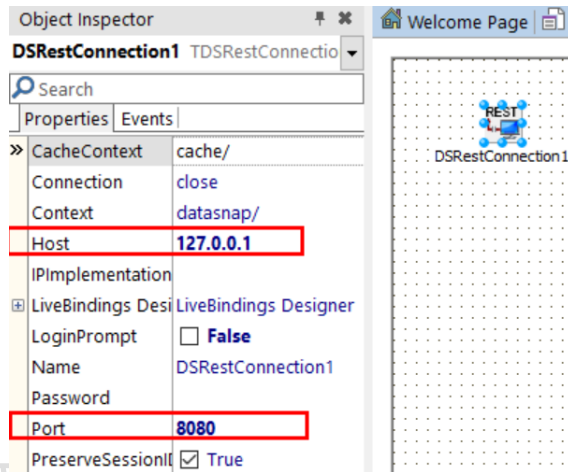 Object Inspector
DSRestConnection1 TDSRestConnectio
Search
Properties Events
CacheContext cache/
Connection close
Context datasnap/
Host 127.0.0.1
IPImplementation
LiveBindings Desi LiveBindings Designer
LoginPrompt False
Name DSRestConnection1
Password
Port 8080
PreserveSessionI True
Welcome Page
REST
DSRestConnection1